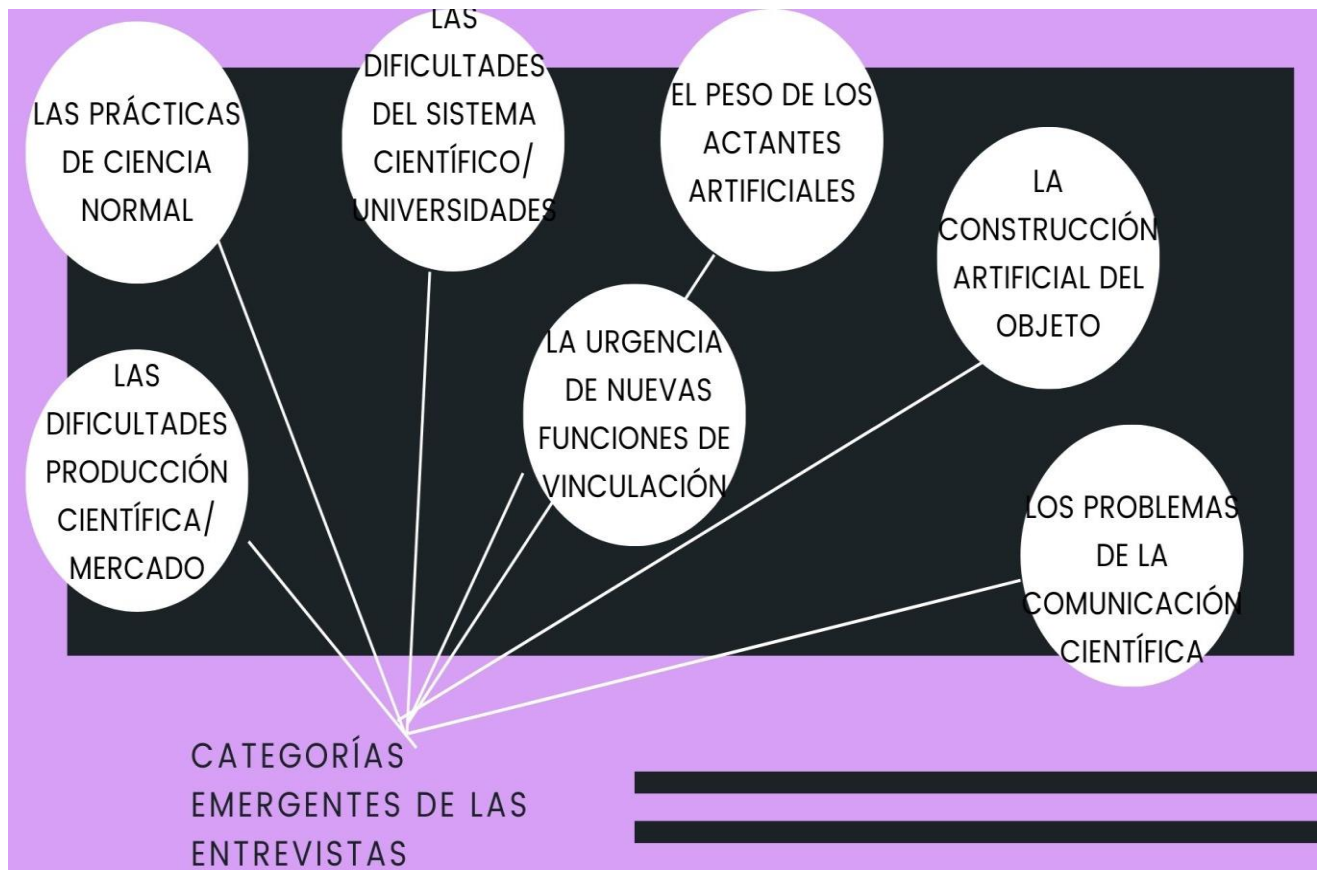 LAS PRÁCTICAS
DE CIENCIA
NORMAL
LAS
DIFICULTADES
DEL SISTEMA
CIENTÍFICO/
UNIVERSIDADES
EL PESO DE LOS
ACTANTES
ARTIFICIALES
LA
CONSTRUCCIÓN
ARTIFICIAL DEL
OBJETO
LAS
DIFICULTADES
PRODUCCIÓN
CIENTÍFICA/
MERCADO
LA URGENCIA
DE NUEVAS
FUNCIONES DE
VINCULACIÓN
LOS PROBLEMAS
DE LA
COMUNICACIÓN
CIENTÍFICA
CATEGORÍAS
EMERGENTES DE LAS
ENTREVISTAS